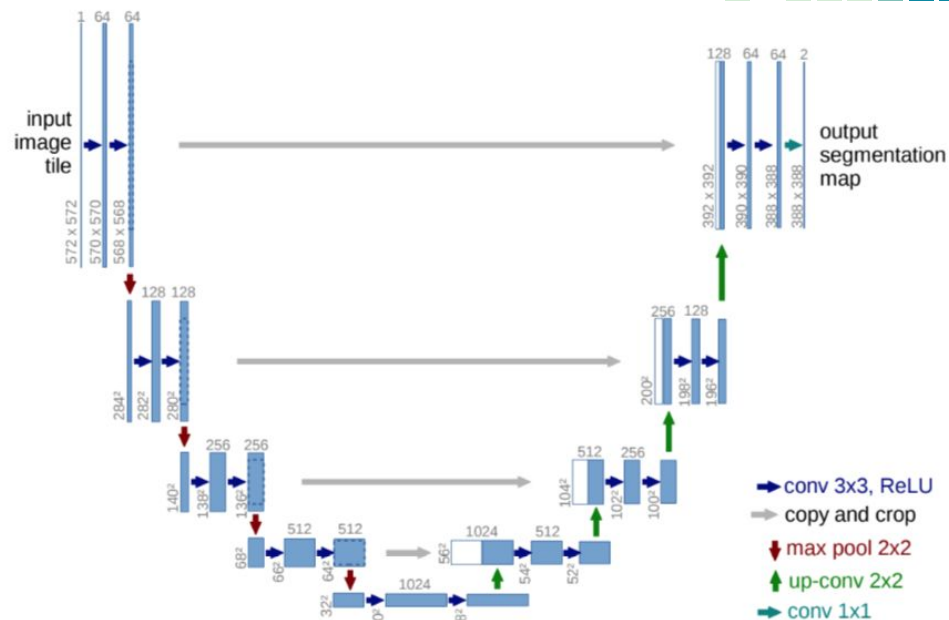 1 64 64
input
image
tile
572 x 572
570 x 570
568 x 568
128 64 64 2
output
segmentation
map
392 x 392
390 x 390
388 x 388
388 x 388
128 128
284²
282²
280²
256 128
200²
198²
196²
256 256
140²
138²
136²
512 256
104²
102²
100²
512 512
68²
66²
64²
1024 512
56²
54²
52²
1024
32²
conv 3x3, ReLU
copy and crop
max pool 2x2
up-conv 2x2
conv 1x1